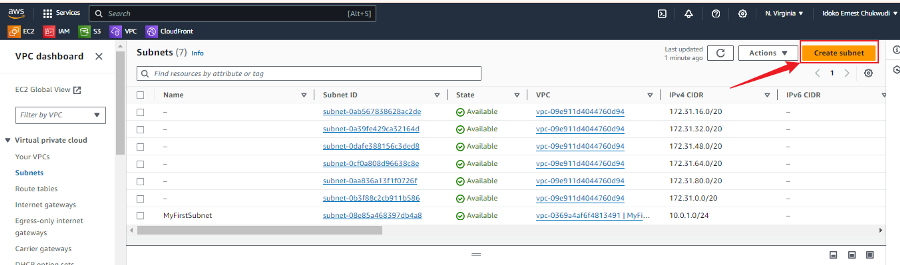 aws Services Search [Alt+S] N. Virginia Idoko Ernest Chukwudi
EC2 IAM S3 VPC CloudFront
VPC dashboard
EC2 Global View
Filter by VPC
Virtual private cloud
Your VPCs
Subnets
Route tables
Internet gateways
Egress-only internet
gateways
Carrier gateways
DHCP option sets
Subnets (7) Info
Last updated
1 minute ago
Actions
Create subnet
Find resources by attribute or tag
1
Name Subnet ID State VPC IPv4 CIDR IPv6 CIDR
– subnet-0ab567838628ac2de Available vpc-09e911d4044760d94 172.31.16.0/20 –
– subnet-0a39fe429ca32164d Available vpc-09e911d4044760d94 172.31.32.0/20 –
– subnet-0dafe388156c3ded8 Available vpc-09e911d4044760d94 172.31.48.0/20 –
– subnet-0cf0a808d96638c8e Available vpc-09e911d4044760d94 172.31.64.0/20 –
– subnet-0aa836a13f1f0726f Available vpc-09e911d4044760d94 172.31.80.0/20 –
– subnet-0b3f88c2cb911b586 Available vpc-09e911d4044760d94 172.31.0.0/20 –
MyFirstSubnet subnet-08e85a468397db4a8 Available vpc-0369a4af6f4813491 | MyFi... 10.0.1.0/24 –